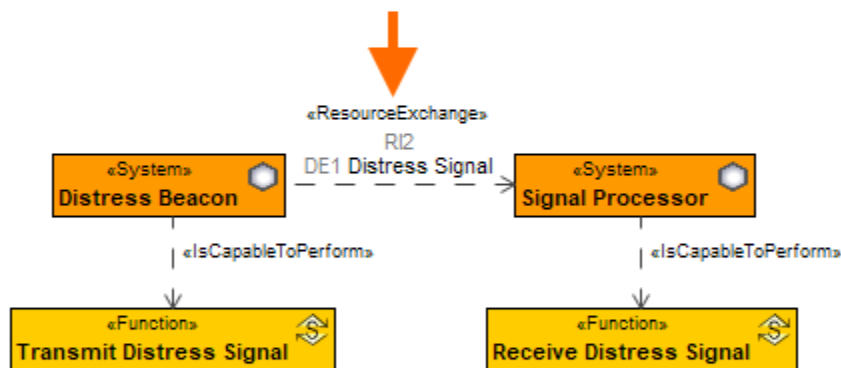 «ResourceExchange»
RI2
DE1 Distress Signal
«System»
Distress Beacon
«System»
Signal Processor
«IsCapableToPerform»
«IsCapableToPerform»
«Function»
Transmit Distress Signal
S
«Function»
Receive Distress Signal
S